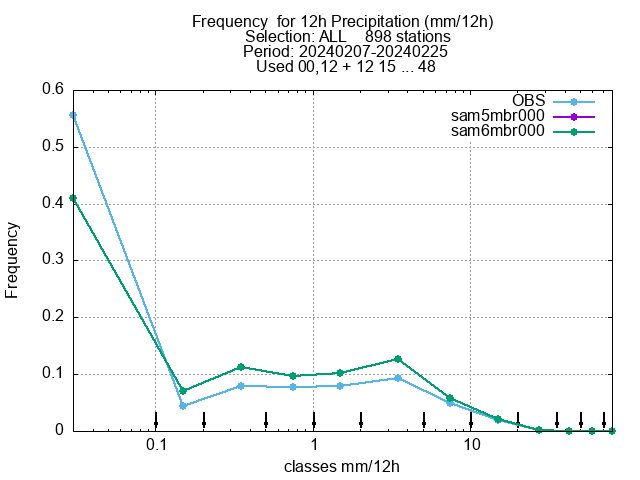 Frequency  for 12h Precipitation (mm/12h)
Selection: ALL    898 stations
Period: 20240207-20240225
Used 00,12 + 12 15 ... 48
OBS
sam5mbr000
sam6mbr000
0.6
0.5
0.4
0.3
0.2
0.1
0
Frequency
0.1 1 10
classes mm/12h